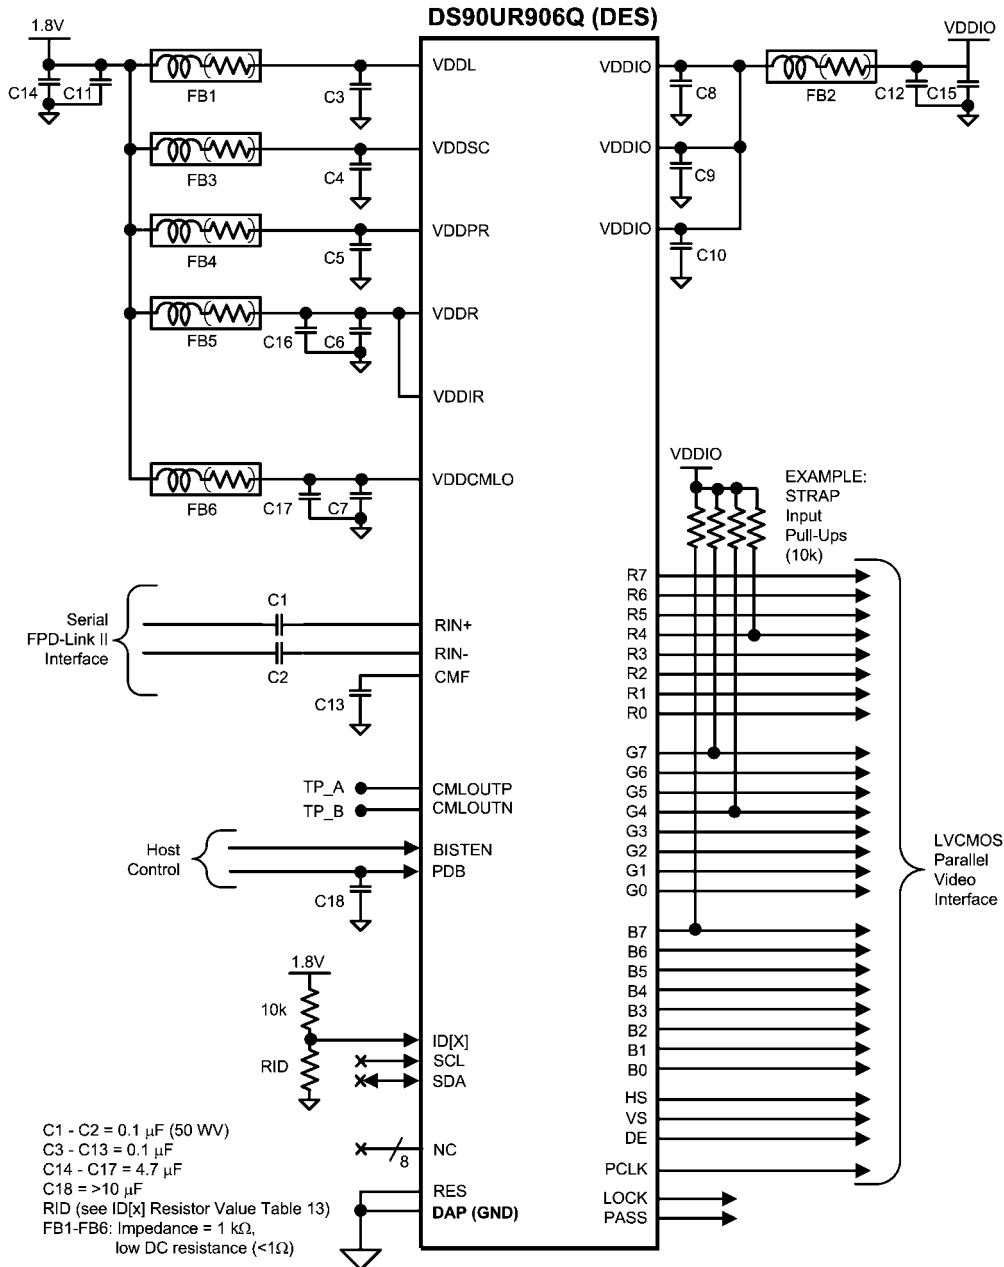 DS90UR906Q (DES)
1.8V
VDDIO
C14
C11
FB1
C3
VDDL
VDDIO
C8
FB2
C12
C15
FB3
C4
VDDSC
VDDIO
C9
FB4
C5
VDDPR
VDDIO
C10
FB5
C16
C6
VDDR
VDDIR
FB6
C17
C7
VDDCMLO
VDDIO
EXAMPLE:
STRAP
Input
Pull-Ups
(10k)
Serial
FPD-Link II
Interface
C1
RIN+
C2
RIN-
C13
CMF
R7
R6
R5
R4
R3
R2
R1
R0
TP_A
CMLOUTP
TP_B
CMLOUTN
G7
G6
G5
G4
G3
G2
G1
G0
Host
Control
BISTEN
PDB
C18
LVCMOS
Parallel
Video
Interface
B7
B6
B5
B4
B3
B2
B1
B0
1.8V
10k
RID
ID[X]
SCL
SDA
HS
VS
DE
PCLK
LOCK
PASS
8
NC
RES
DAP (GND)
C1 - C2 = 0.1 μF (50 WV)
C3 - C13 = 0.1 μF
C14 - C17 = 4.7 μF
C18 = >10 μF
RID (see ID[x] Resistor Value Table 13)
FB1-FB6: Impedance = 1 kΩ,
low DC resistance (<1Ω)